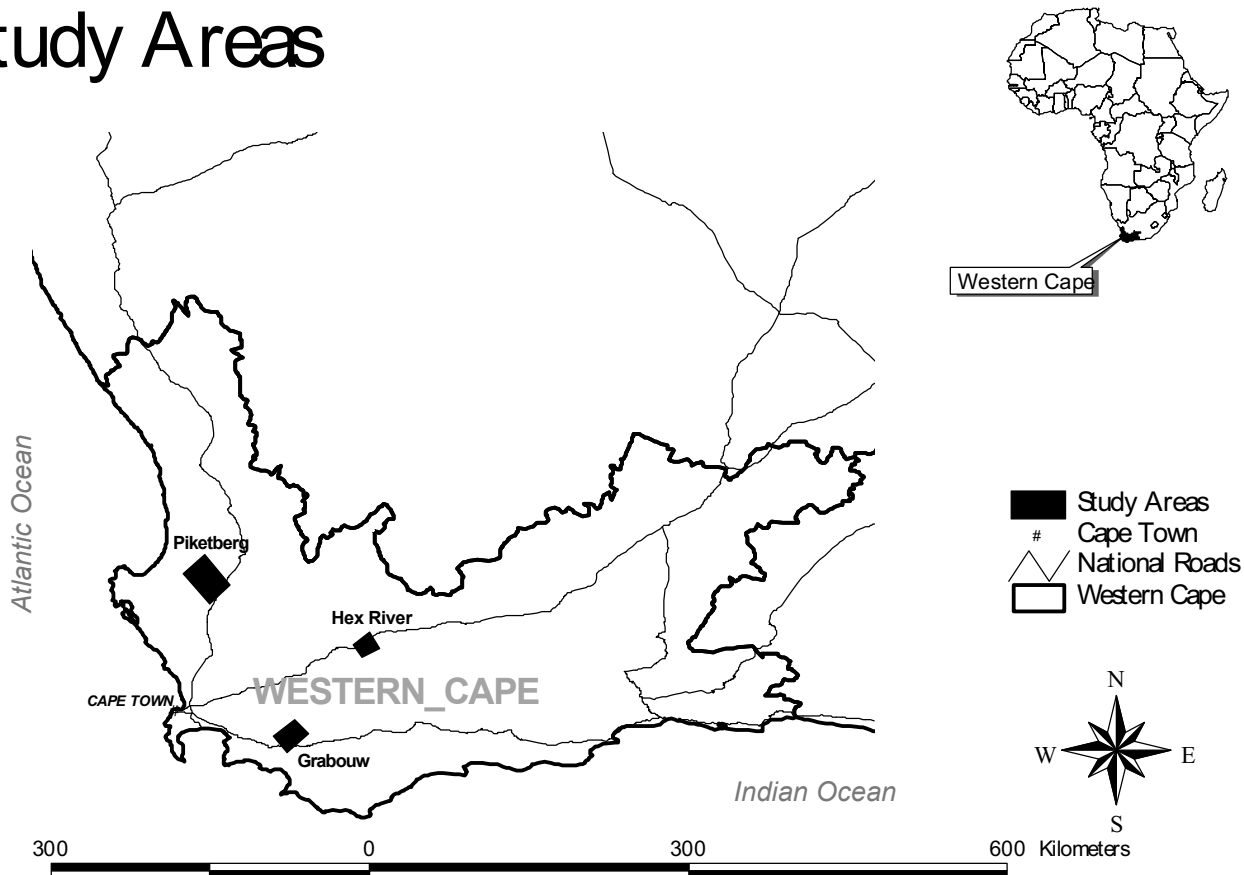 tudy Areas
Western Cape
Atlantic Ocean
Study Areas
# Cape Town
National Roads
Western Cape
Piketberg
Hex River
WESTERN_CAPE
CAPE TOWN
Grabouw
Indian Ocean
N
W E
S
300 0 300 600 Kilometers